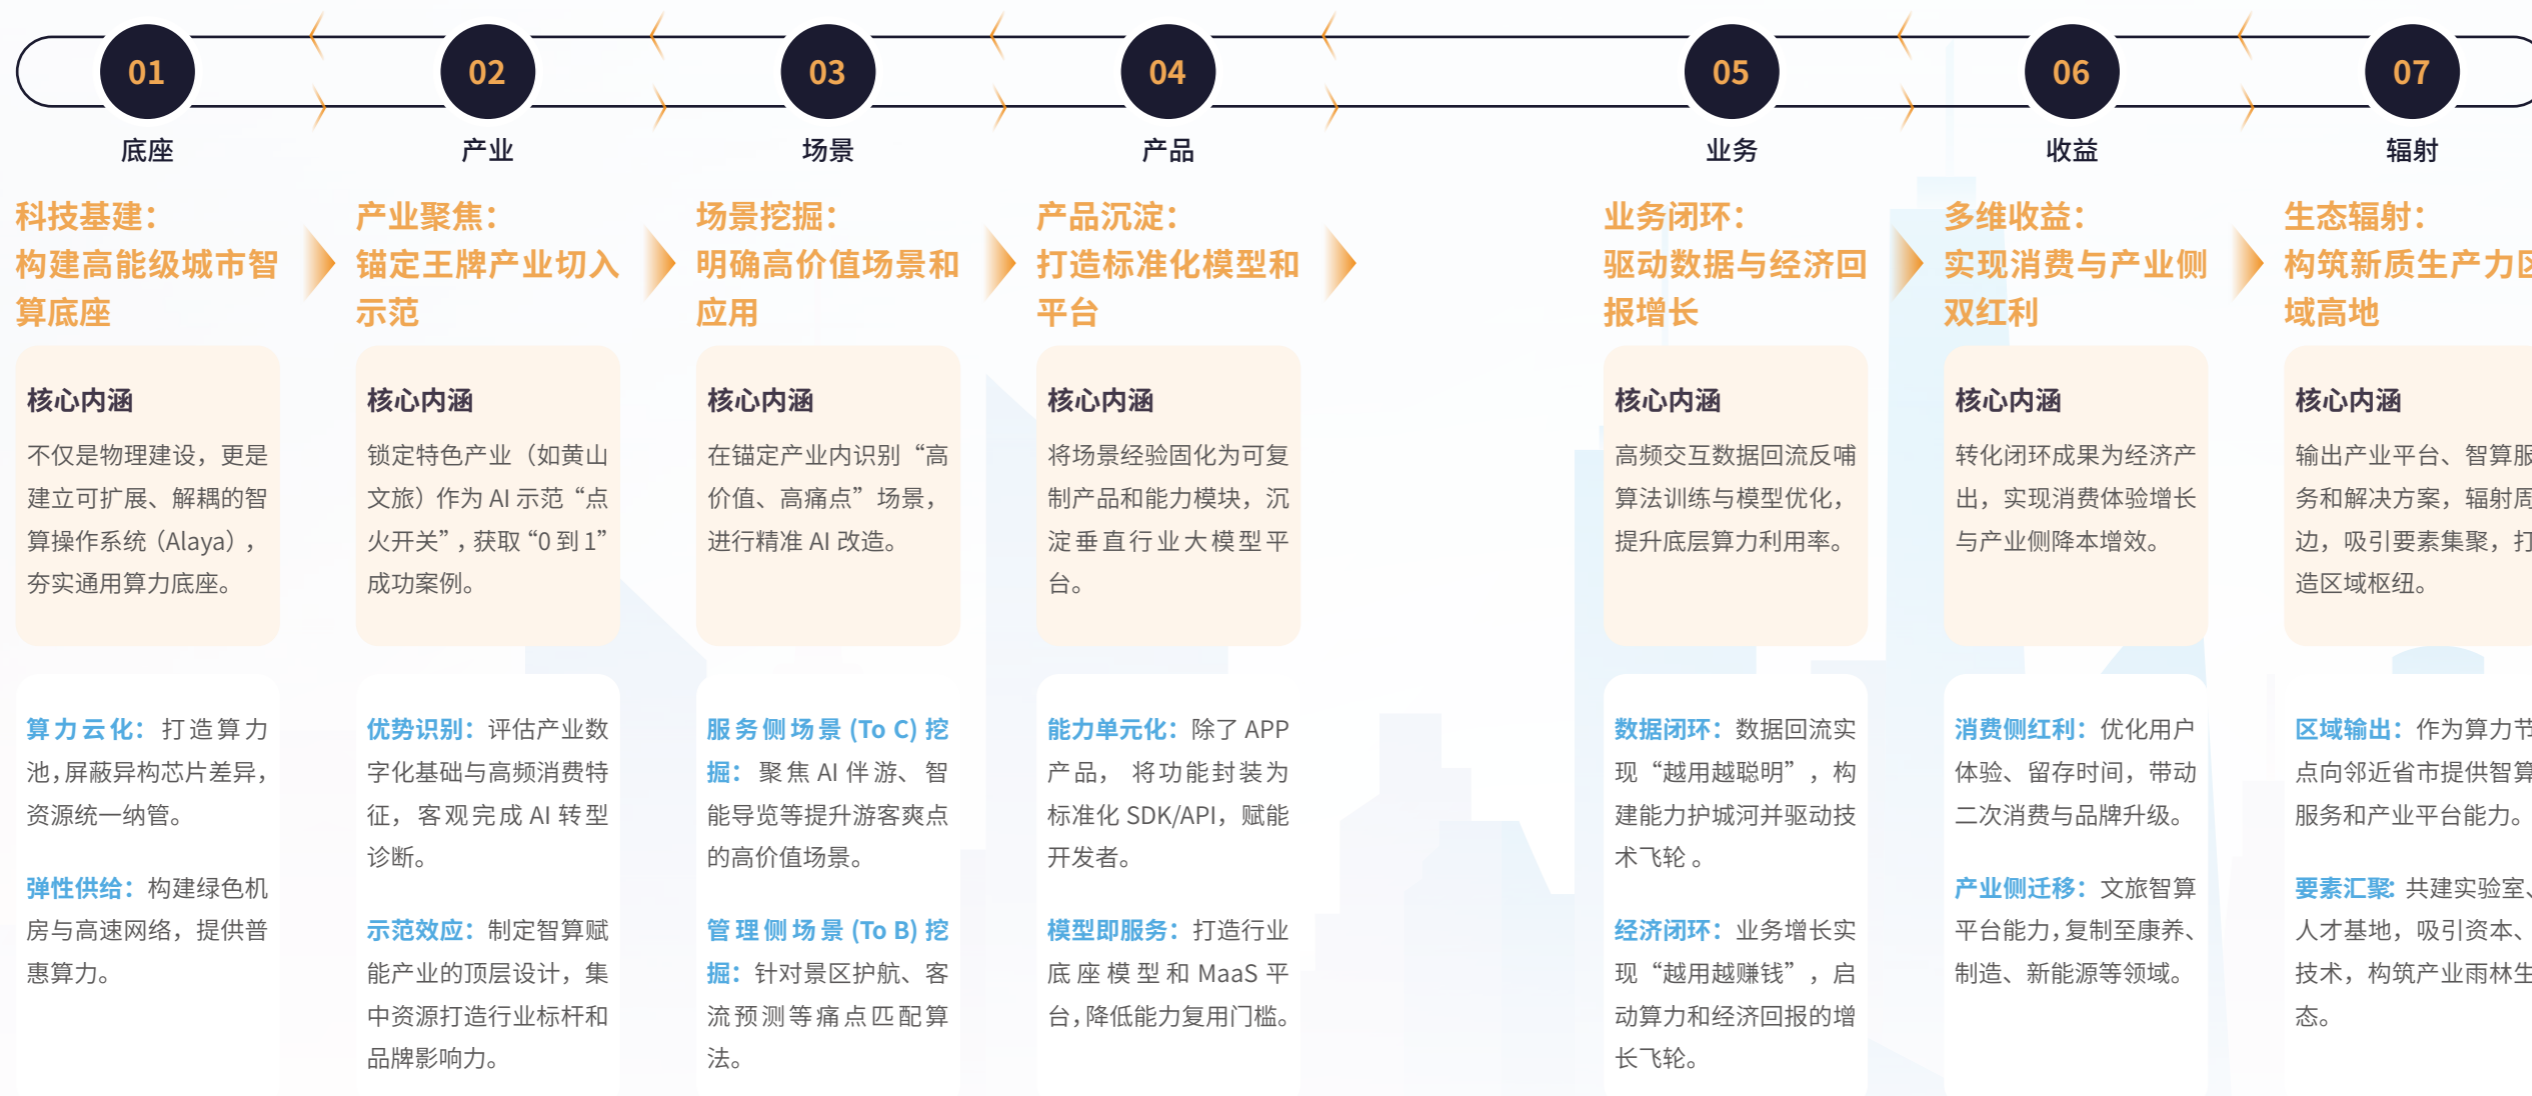 01
底座
科技基建：
构建高能级城市智
算底座
核心内涵
不仅是物理建设，更是
建立可扩展、解耦的智
算操作系统（Alaya），
夯实通用算力底座。
算力云化：打造算力
池，屏蔽异构芯片差异，
资源统一纳管。
弹性供给：构建绿色机
房与高速网络，提供普
惠算力。
02
产业
产业聚焦：
锚定王牌产业切入
示范
核心内涵
锁定特色产业（如黄山
文旅）作为 AI 示范“点
火开关”，获取“0 到 1”
成功案例。
优势识别：评估产业数
字化基础与高频消费特
征，客观完成 AI 转型
诊断。
示范效应：制定智算赋
能产业的顶层设计，集
中资源打造行业标杆和
品牌影响力。
03
场景
场景挖掘：
明确高价值场景和
应用
核心内涵
在锚定产业内识别“高
价值、高痛点”场景，
进行精准 AI 改造。
服务侧场景 (To C) 挖
掘：聚焦 AI 伴游、智
能导览等提升游客爽点
的高价值场景。
管理侧场景 (To B) 挖
掘：针对景区护航、客
流预测等痛点匹配算
法。
04
产品
产品沉淀：
打造标准化模型和
平台
核心内涵
将场景经验固化为可复
制产品和能力模块，沉
淀垂直行业大模型平
台。
能力单元化：除了 APP
产品， 将功能封装为
标准化 SDK/API，赋能
开发者。
模型即服务：打造行业
底座模型和 MaaS 平
台，降低能力复用门槛。
05
业务
业务闭环：
驱动数据与经济回
报增长
核心内涵
高频交互数据回流反哺
算法训练与模型优化，
提升底层算力利用率。
数据闭环：数据回流实
现“越用越聪明”，构
建能力护城河并驱动技
术飞轮 。
经济闭环：业务增长实
现“越用越赚钱”，启
动算力和经济回报的增
长飞轮。
06
收益
多维收益：
实现消费与产业侧
双红利
核心内涵
转化闭环成果为经济产
出，实现消费体验增长
与产业侧降本增效。
消费侧红利：优化用户
体验、留存时间，带动
二次消费与品牌升级。
产业侧迁移：文旅智算
平台能力，复制至康养、
制造、新能源等领域。
07
辐射
生态辐射：
构筑新质生产力区
域高地
核心内涵
输出产业平台、智算服
务和解决方案，辐射周
边，吸引要素集聚，打
造区域枢纽。
区域输出：作为算力节
点向邻近省市提供智算
服务和产业平台能力。
要素汇聚：共建实验室、
人才基地，吸引资本、
技术，构筑产业雨林生
态。